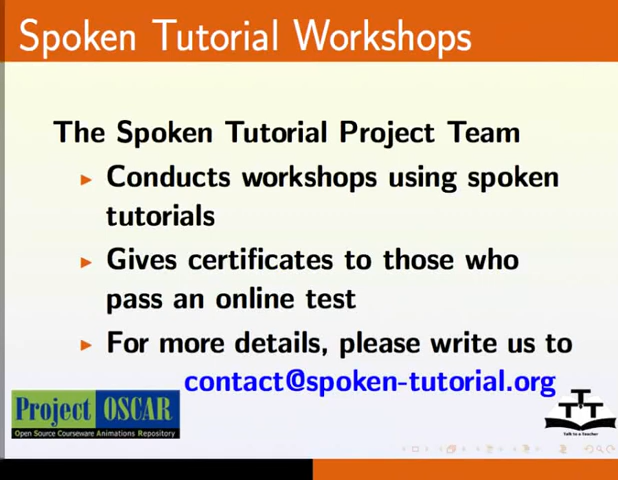 Spoken Tutorial Workshops
The Spoken Tutorial Project Team
Conducts workshops using spoken
tutorials
Gives certificates to those who
pass an online test
For more details, please write us to
contact@spoken-tutorial.org
Project OSCAR
Open Source Courseware Animations Repository
TTT
Talk to a Teacher